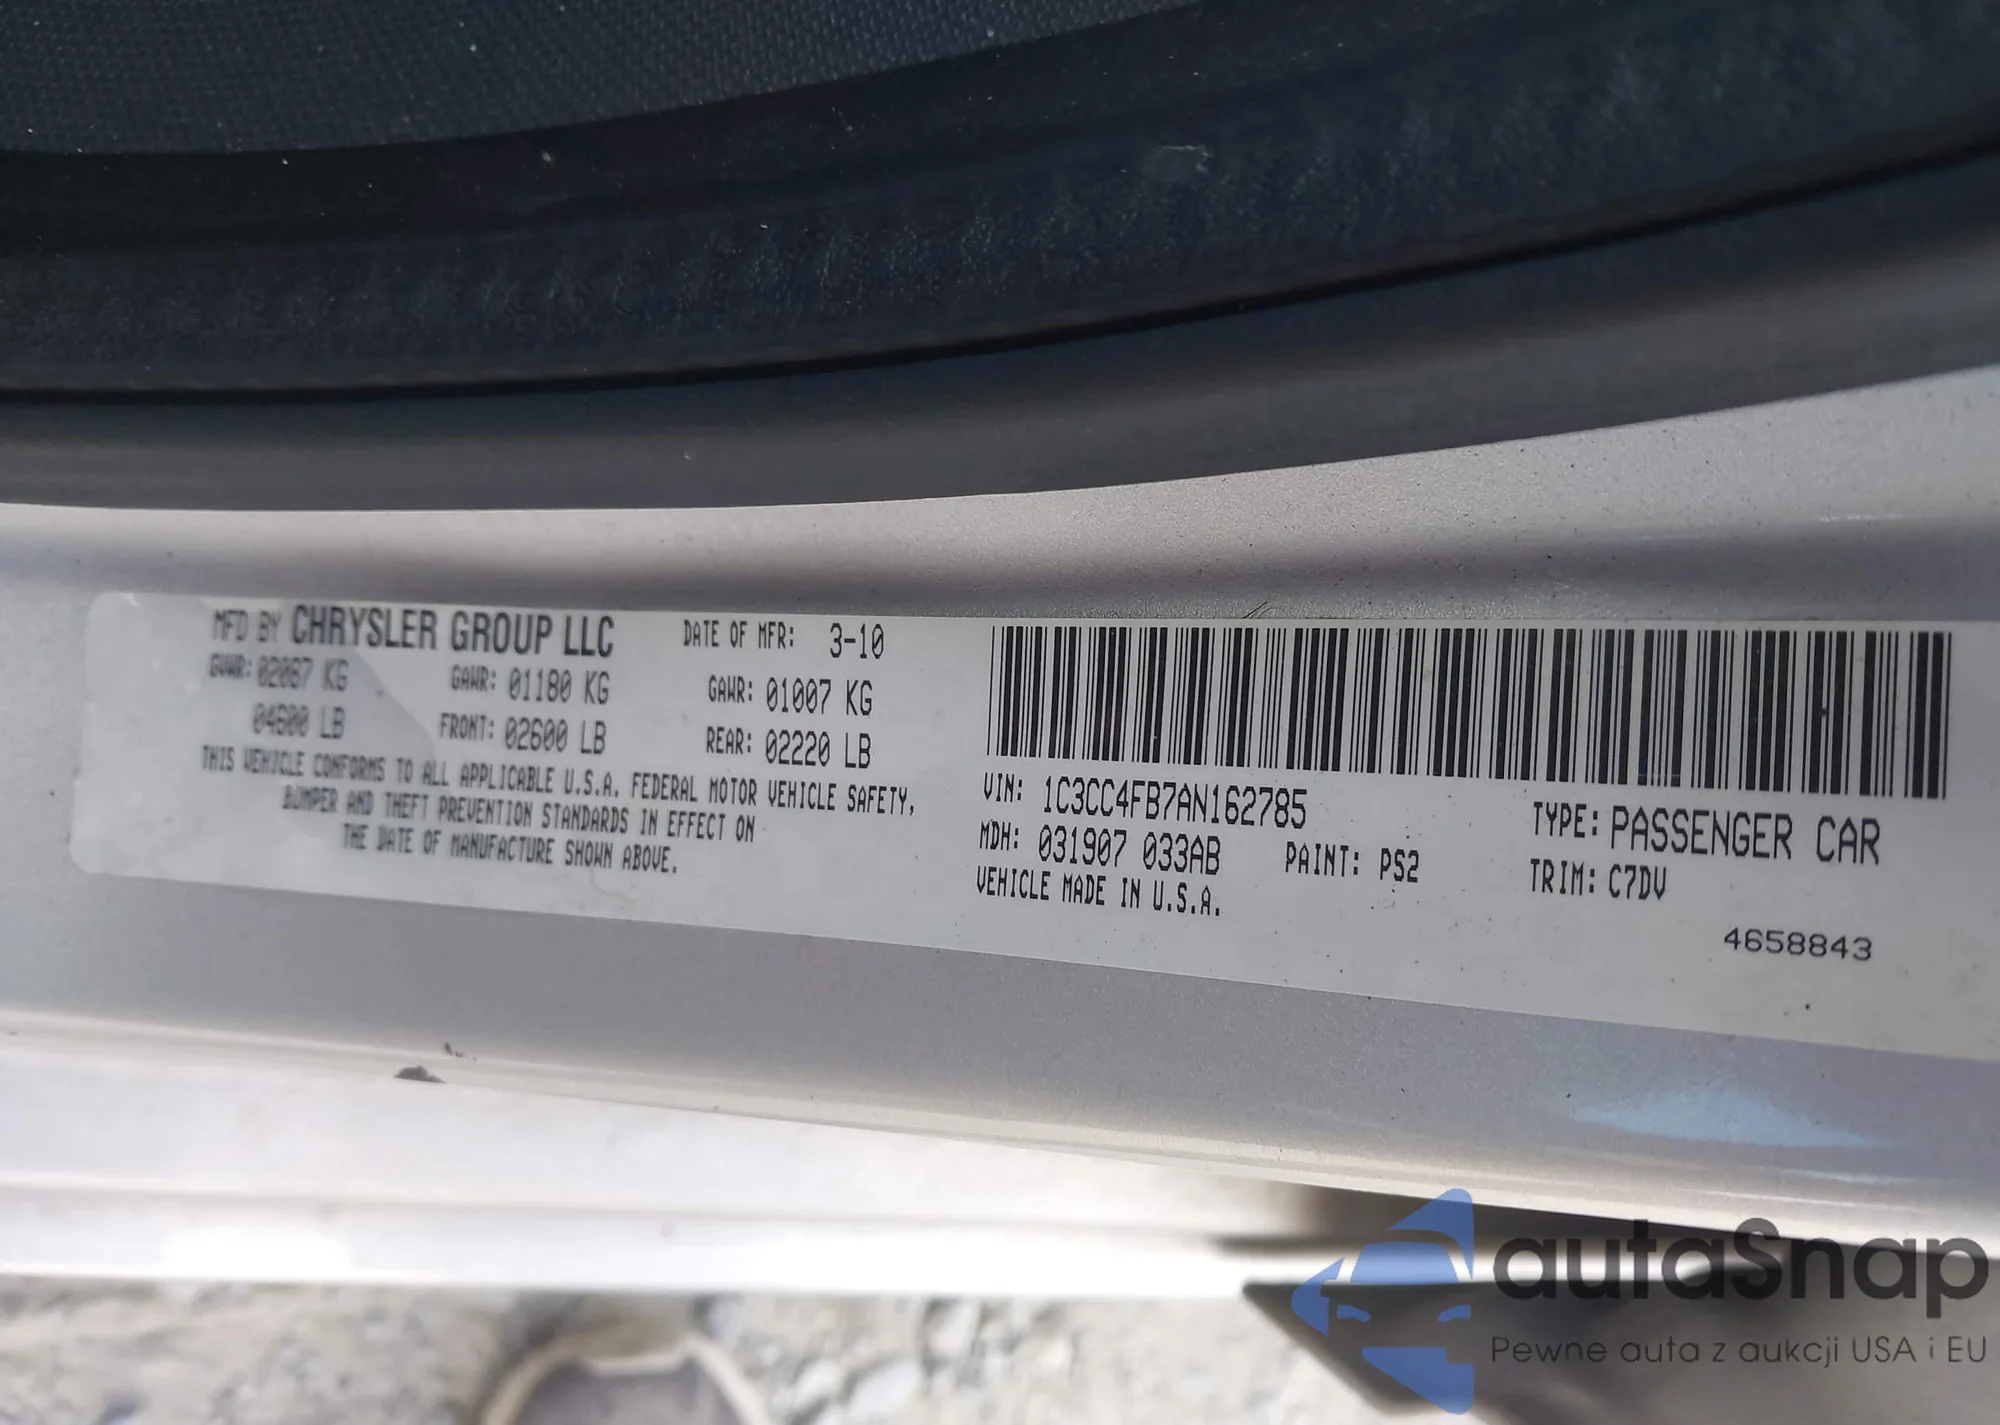 MFD BY CHRYSLER GROUP LLC DATE OF MFR: 3-10
GVWR: 02087 KG GAWR: 01180 KG GAWR: 01007 KG
04600 LB FRONT: 02600 LB REAR: 02220 LB
THIS VEHICLE CONFORMS TO ALL APPLICABLE U.S.A. FEDERAL MOTOR VEHICLE SAFETY,
BUMPER AND THEFT PREVENTION STANDARDS IN EFFECT ON
THE DATE OF MANUFACTURE SHOWN ABOVE.
VIN: 1C3CC4FB7AN162785 TYPE: PASSENGER CAR
MDH: 031907 033AB PAINT: PS2 TRIM: C7DV
VEHICLE MADE IN U.S.A.
4658843
autaSnap
Pewne auta z aukcji USA i EU